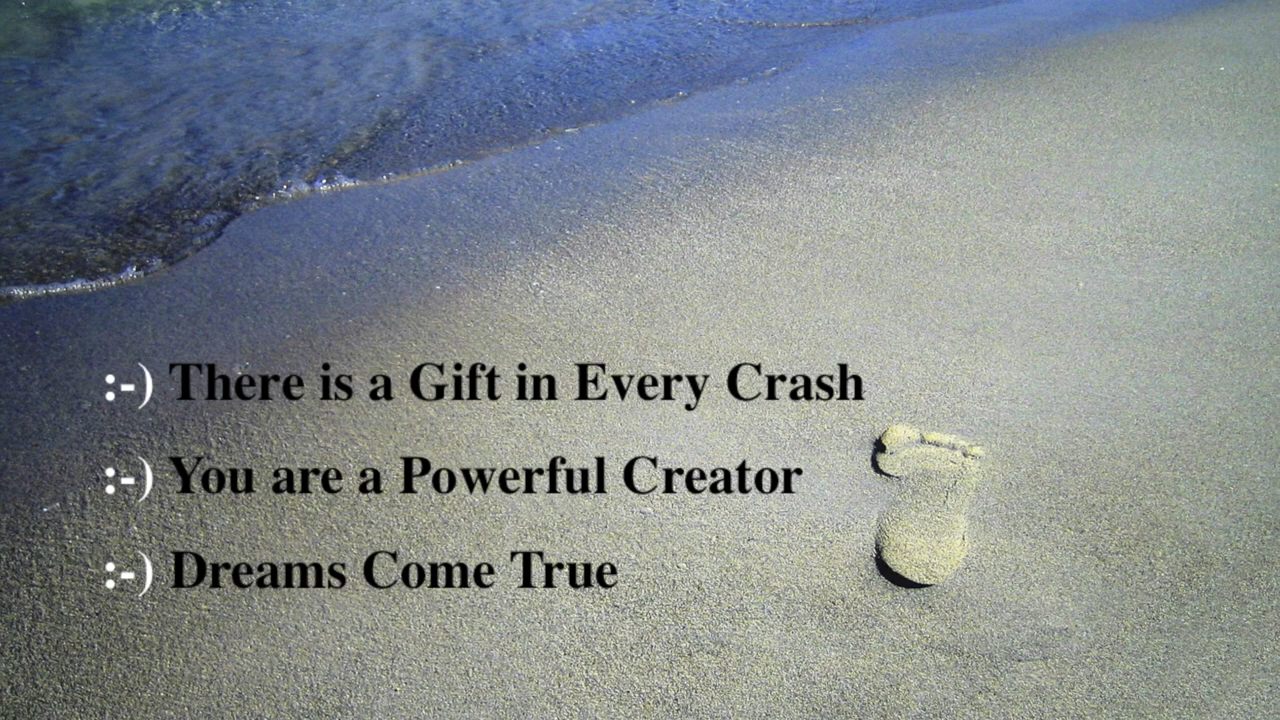 :-) There is a Gift in Every Crash
:-) You are a Powerful Creator
:-) Dreams Come True